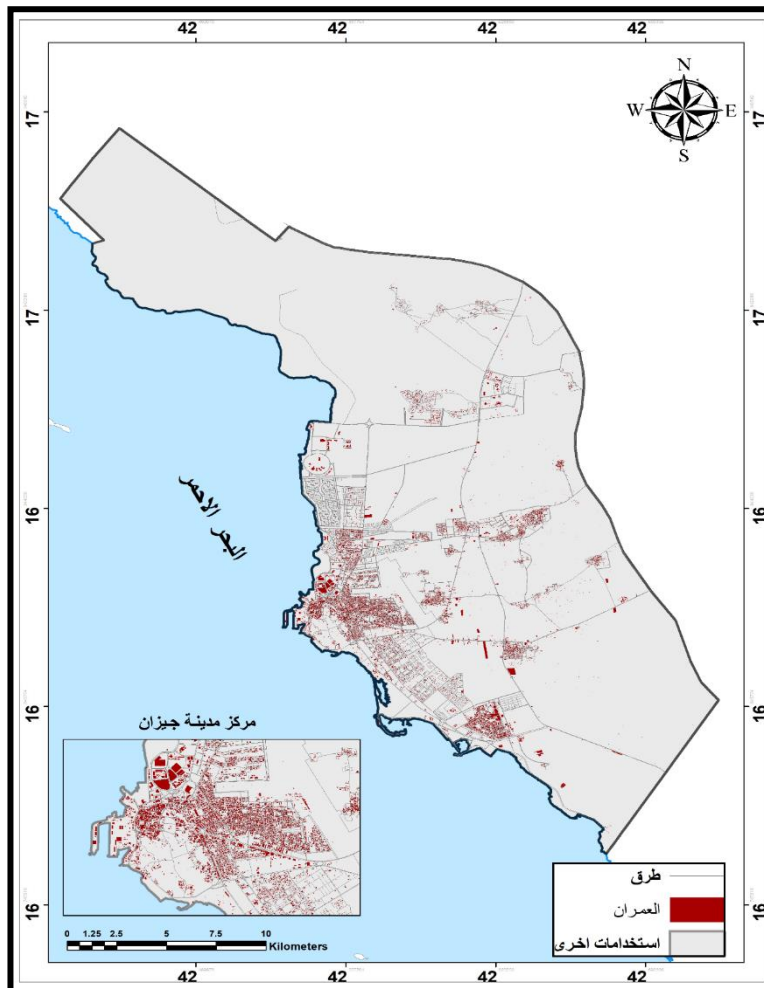 42 42 42 42
N
W E
S
17 17
17 17
16 16
البحر الاحمر
16 16
مركز مدينة جيزان
16 16
طرق
العمران
استخدامات اخرى
0 1.25 2.5 5 7.5 10
Kilometers
42 42 42 42